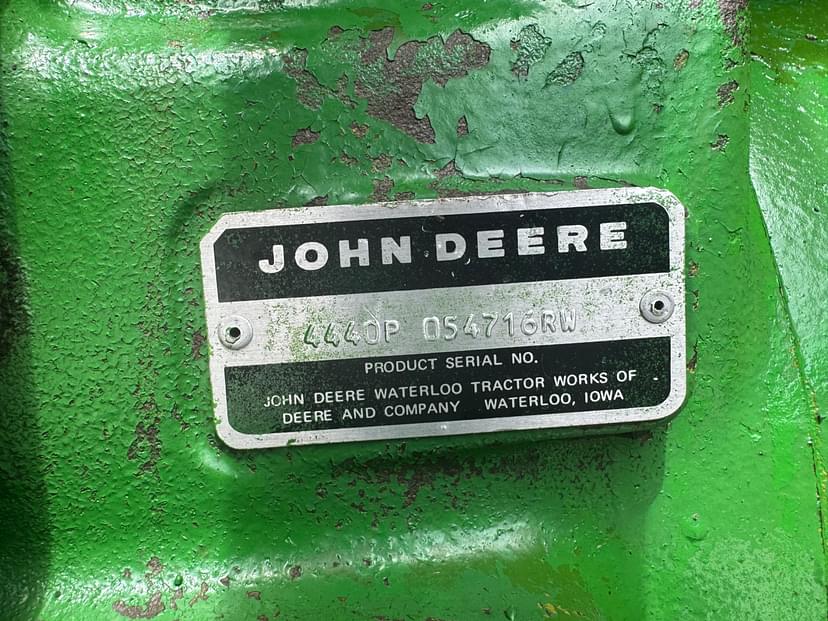 JOHN DEERE
4440P 054716RW
PRODUCT SERIAL NO.
JOHN DEERE WATERLOO TRACTOR WORKS OF
DEERE AND COMPANY WATERLOO, IOWA